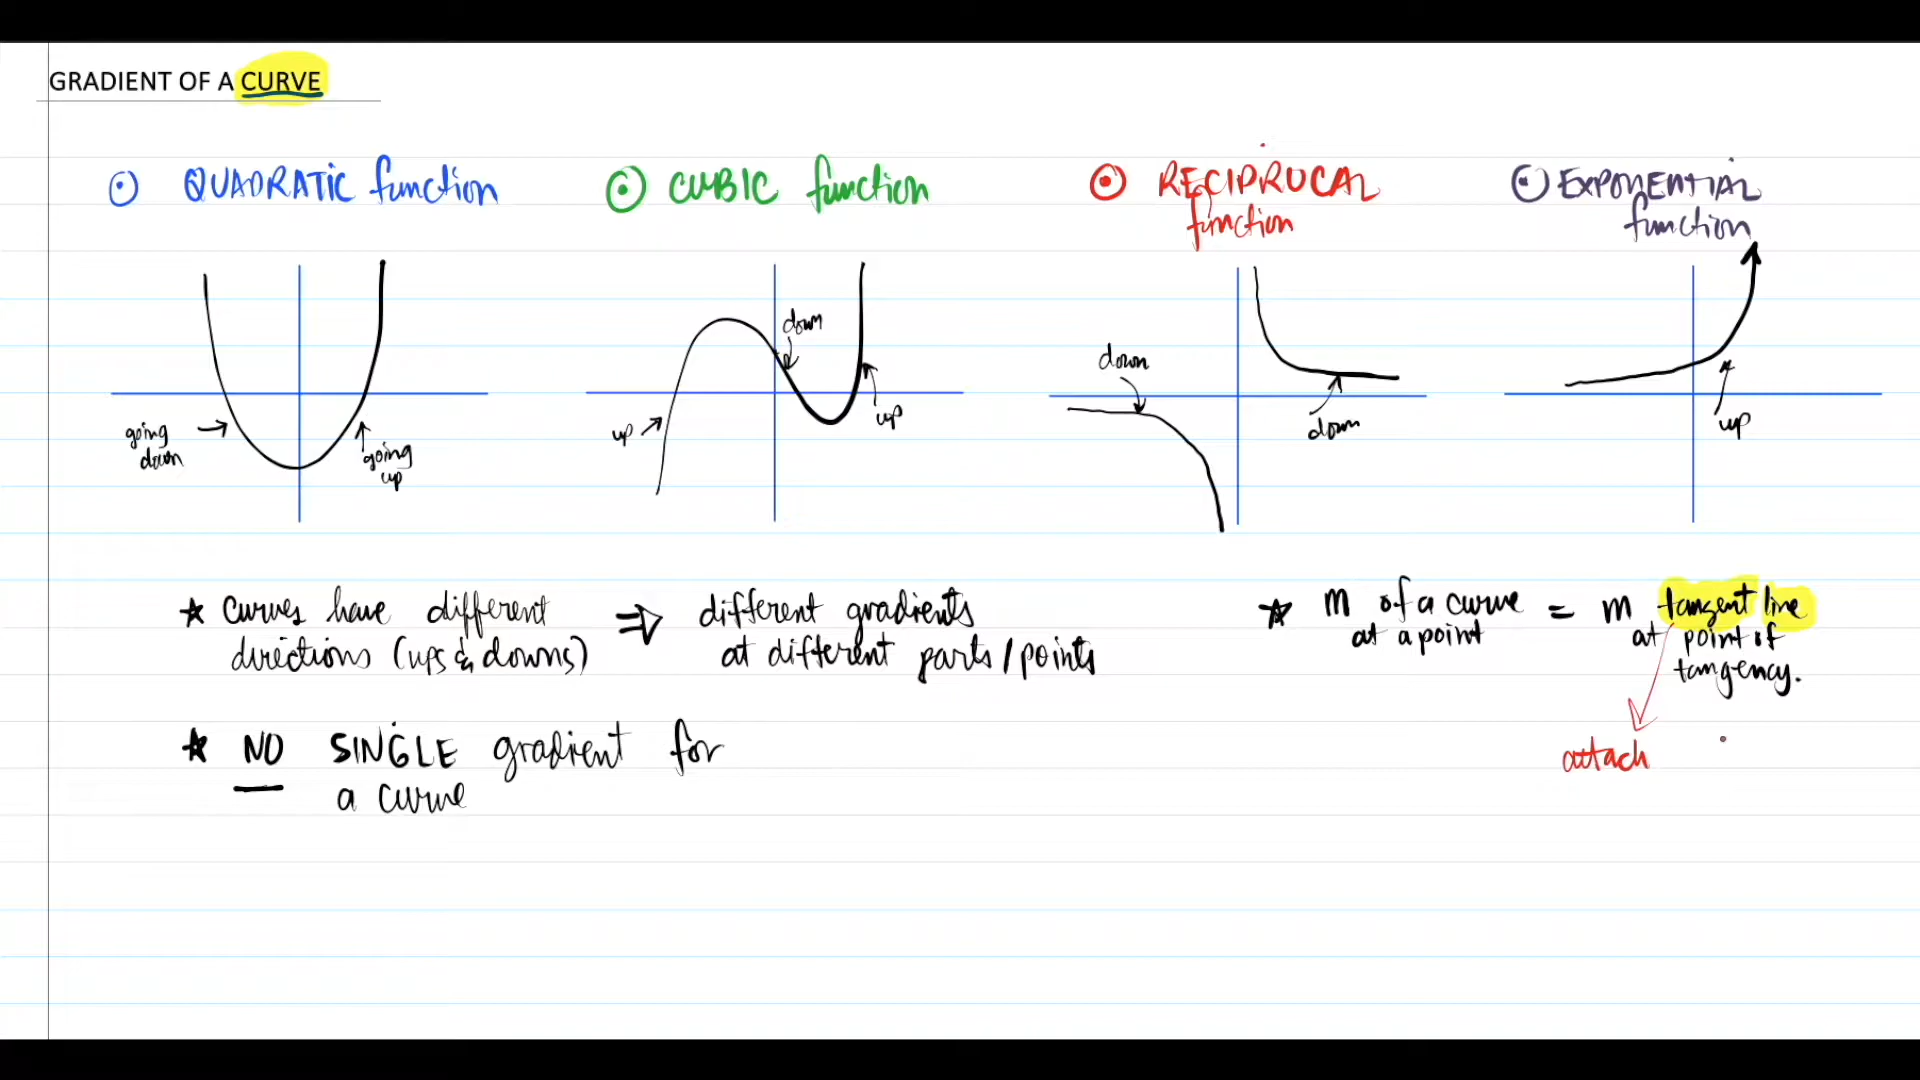 GRADIENT OF A CURVE
⊙ QUADRATIC function
⊙ CUBIC function
⊙ RECIPROCAL
function
⊙ EXPONENTIAL
function
going
down
going
up
up
down
up
down
down
up
★ Curves have different
directions (ups & downs)
⇒ different gradients
at different parts/points
★ NO SINGLE gradient for
a curve
★ m of a curve = m tangent line
at a point
at point of
tangency.
attach